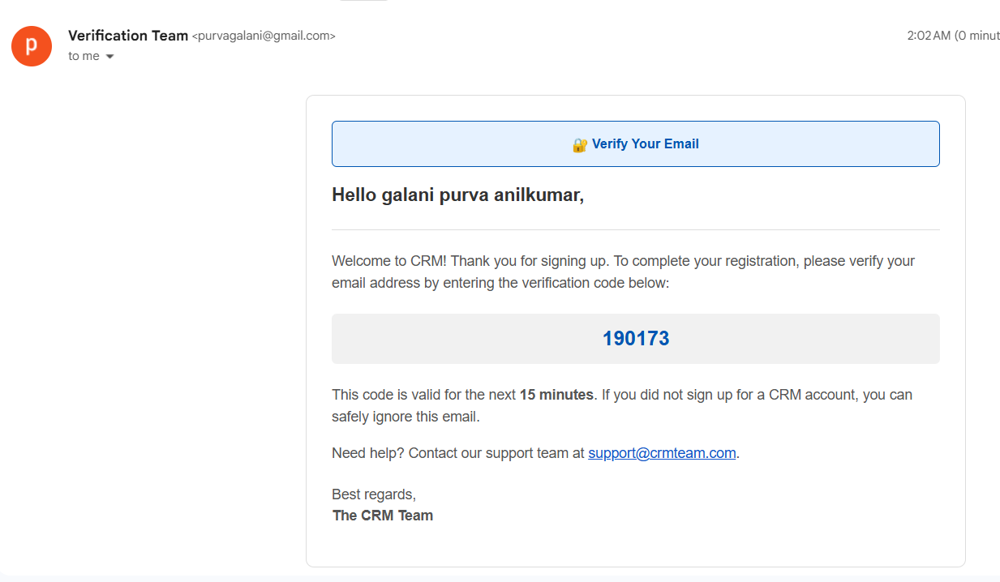 p
Verification Team <purvagalani@gmail.com>
2:02 AM (0 minut
to me
🔐 Verify Your Email
Hello galani purva anilkumar,
Welcome to CRM! Thank you for signing up. To complete your registration, please verify your
email address by entering the verification code below:
190173
This code is valid for the next 15 minutes. If you did not sign up for a CRM account, you can
safely ignore this email.
Need help? Contact our support team at support@crmteam.com.
Best regards,
The CRM Team